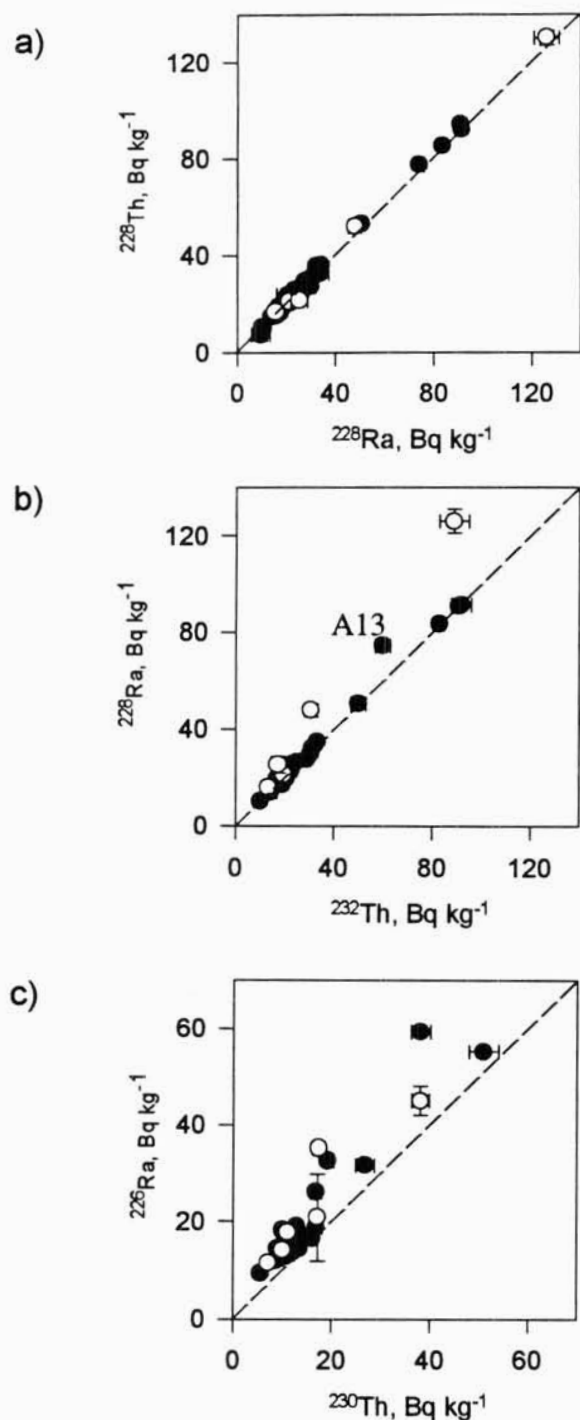 a)
²²⁸Th, Bq kg⁻¹
120
80
40
0
0 40 80 120
²²⁸Ra, Bq kg⁻¹
b)
²²⁸Ra, Bq kg⁻¹
120
80
40
0
A13
0 40 80 120
²³²Th, Bq kg⁻¹
c)
²²⁶Ra, Bq kg⁻¹
60
40
20
0
0 20 40 60
²³⁰Th, Bq kg⁻¹